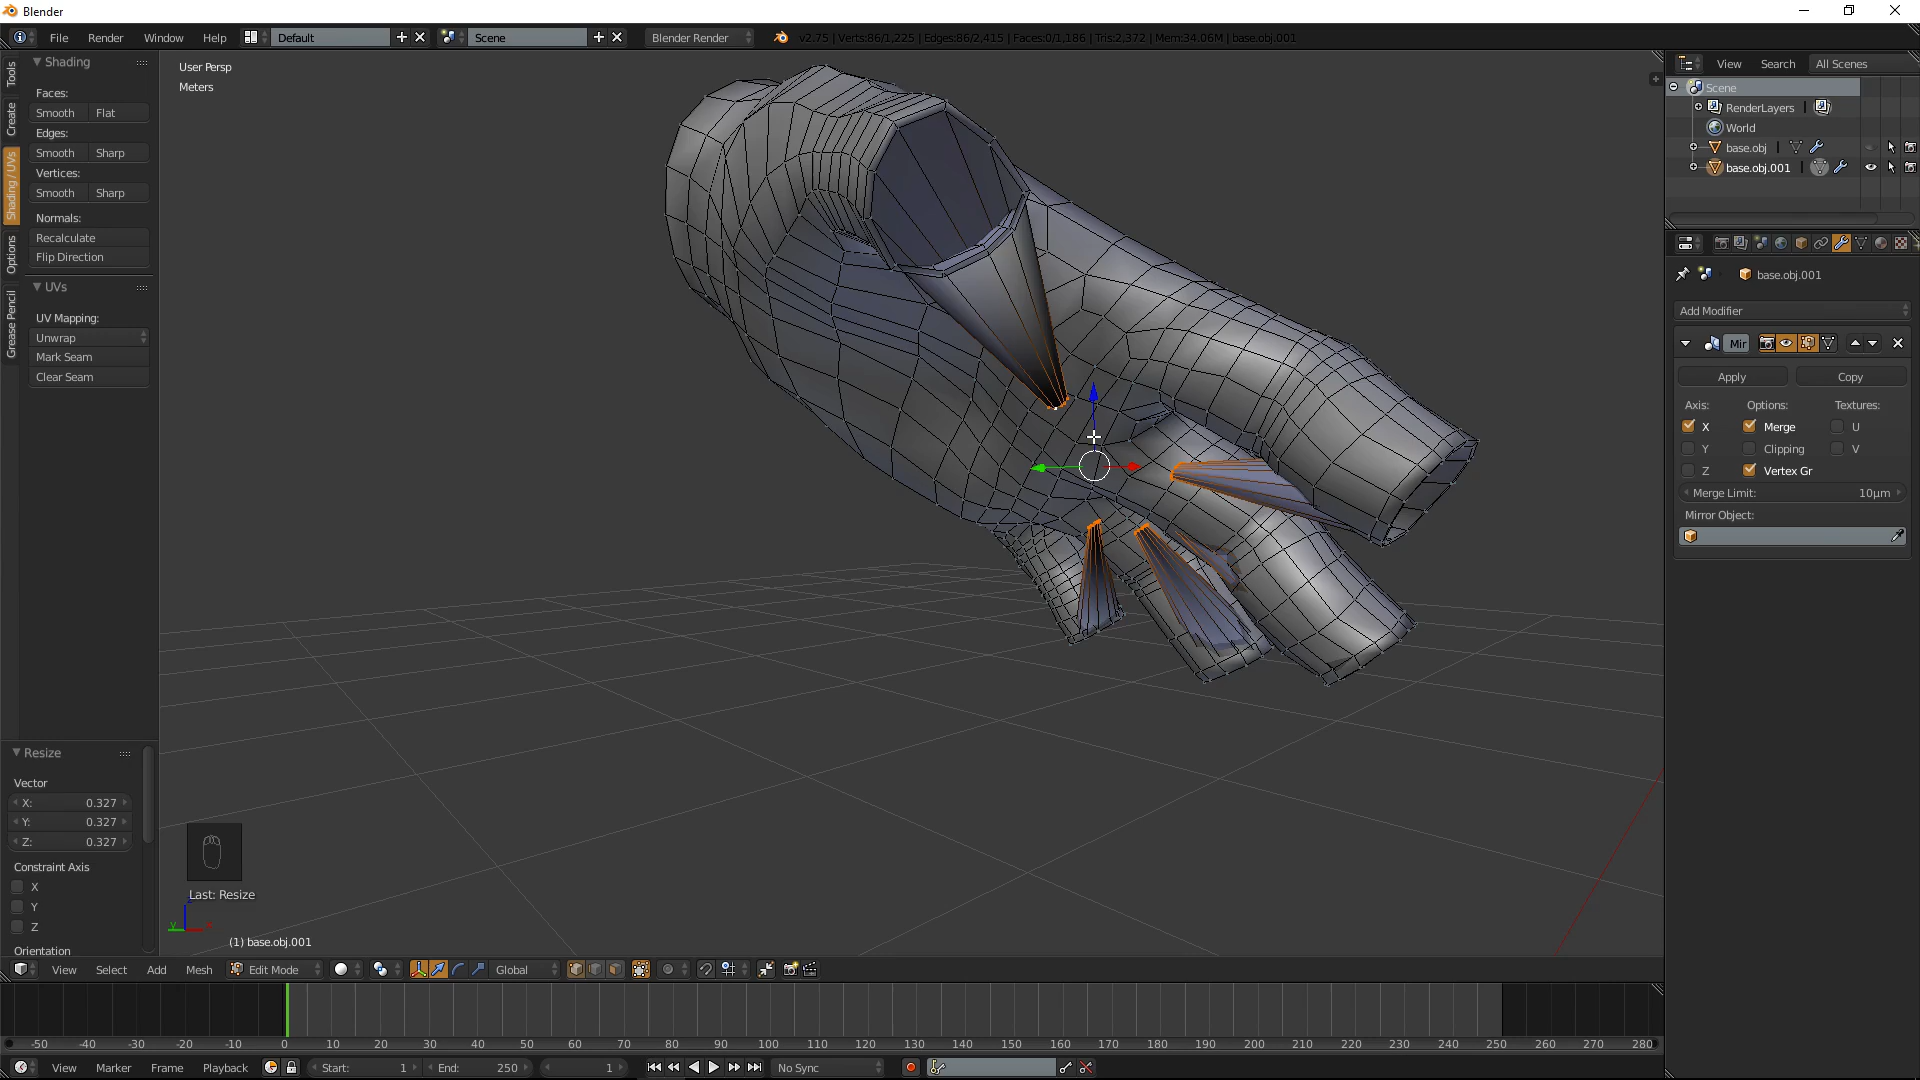 Blender
File Render Window Help Default Scene Blender Render v2.75 | Verts:86/1,225 | Edges:86/2,415 | Faces:0/1,186 | Tris:2,372 | Mem:34.06M | base.obj.001
Tools
Create
Shading / UVs
Options
Grease Pencil
Shading
Faces:
Smooth Flat
Edges:
Smooth Sharp
Vertices:
Smooth Sharp
Normals:
Recalculate
Flip Direction
UVs
UV Mapping:
Unwrap
Mark Seam
Clear Seam
Resize
Vector
X: 0.327
Y: 0.327
Z: 0.327
Constraint Axis
X
Y
Z
Orientation
User Persp
Meters
Last: Resize
(1) base.obj.001
View Select Add Mesh Edit Mode Global
-50 -40 -30 -20 -10 0 10 20 30 40 50 60 70 80 90 100 110 120 130 140 150 160 170 180 190 200 210 220 230 240 250 260 270 280
View Marker Frame Playback Start: 1 End: 250 1 No Sync
View Search All Scenes
Scene
RenderLayers
World
base.obj
base.obj.001
base.obj.001
Add Modifier
Mir
Apply Copy
Axis: Options: Textures:
X Merge U
Y Clipping V
Z Vertex Gr
Merge Limit: 10µm
Mirror Object: